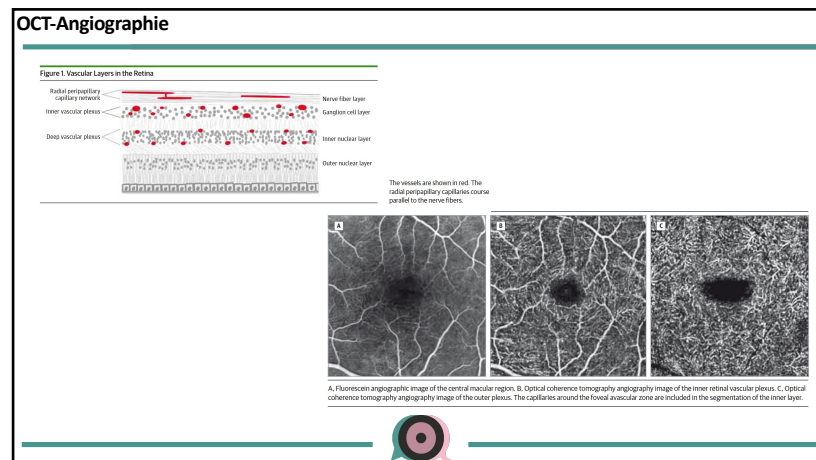 OCT-Angiographie
Figure 1. Vascular Layers in the Retina
Radial peripapillary
capillary network
Inner vascular plexus
Deep vascular plexus
Nerve fiber layer
Ganglion cell layer
Inner nuclear layer
Outer nuclear layer
The vessels are shown in red. The
radial peripapillary capillaries course
parallel to the nerve fibers.
A
B
C
A, Fluorescein angiographic image of the central macular region. B, Optical coherence tomography angiography image of the inner retinal vascular plexus. C, Optical
coherence tomography angiography image of the outer plexus. The capillaries around the foveal avascular zone are included in the segmentation of the inner layer.